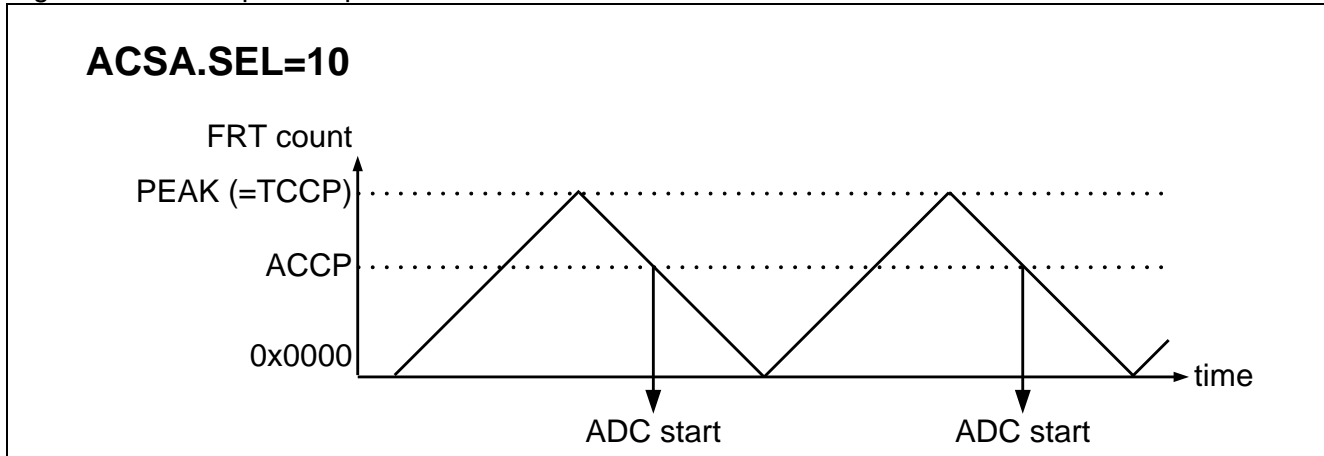 ACSA.SEL=10
FRT count
PEAK (=TCCP)
ACCP
0x0000
time
ADC start
ADC start